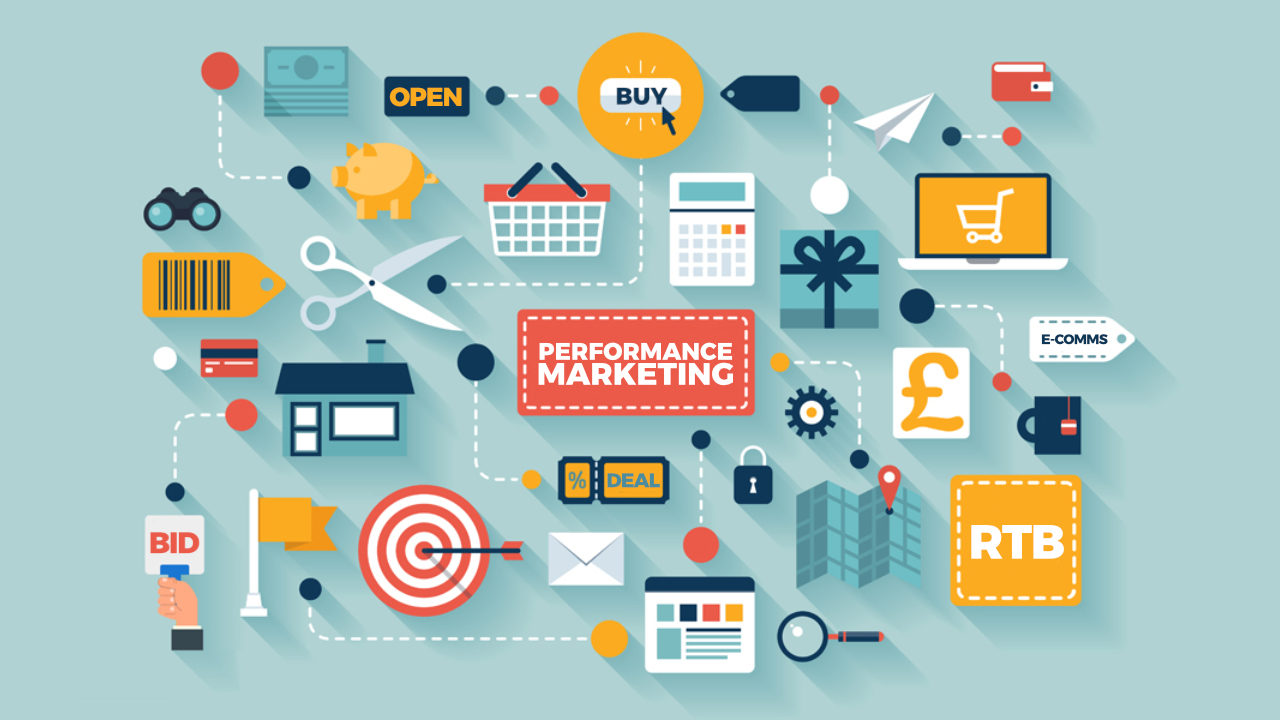 OPEN
BUY
E-COMMS
PERFORMANCE
MARKETING
£
% DEAL
BID
RTB